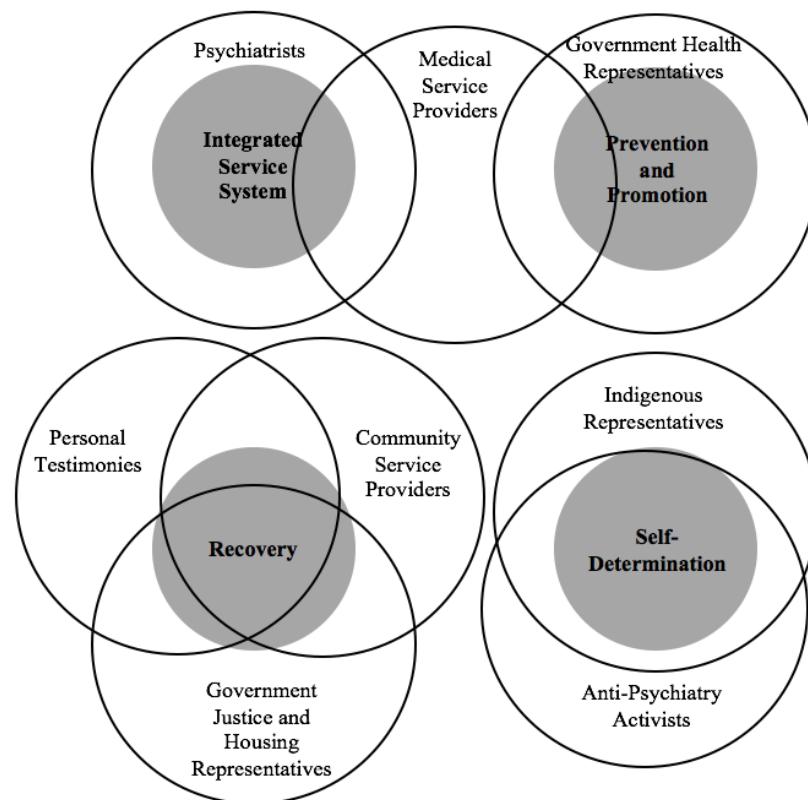 Psychiatrists
Integrated
Service
System
Medical
Service
Providers
Government Health
Representatives
Prevention
and
Promotion
Personal
Testimonies
Community
Service
Providers
Recovery
Government
Justice and
Housing
Representatives
Indigenous
Representatives
Self-
Determination
Anti-Psychiatry
Activists